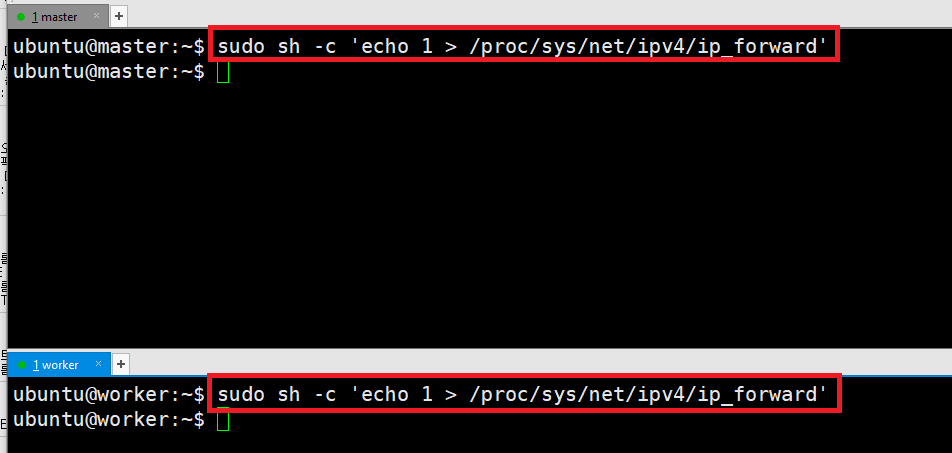 1 master
ubuntu@master:~$ sudo sh -c 'echo 1 > /proc/sys/net/ipv4/ip_forward'
ubuntu@master:~$
1 worker
ubuntu@worker:~$ sudo sh -c 'echo 1 > /proc/sys/net/ipv4/ip_forward'
ubuntu@worker:~$